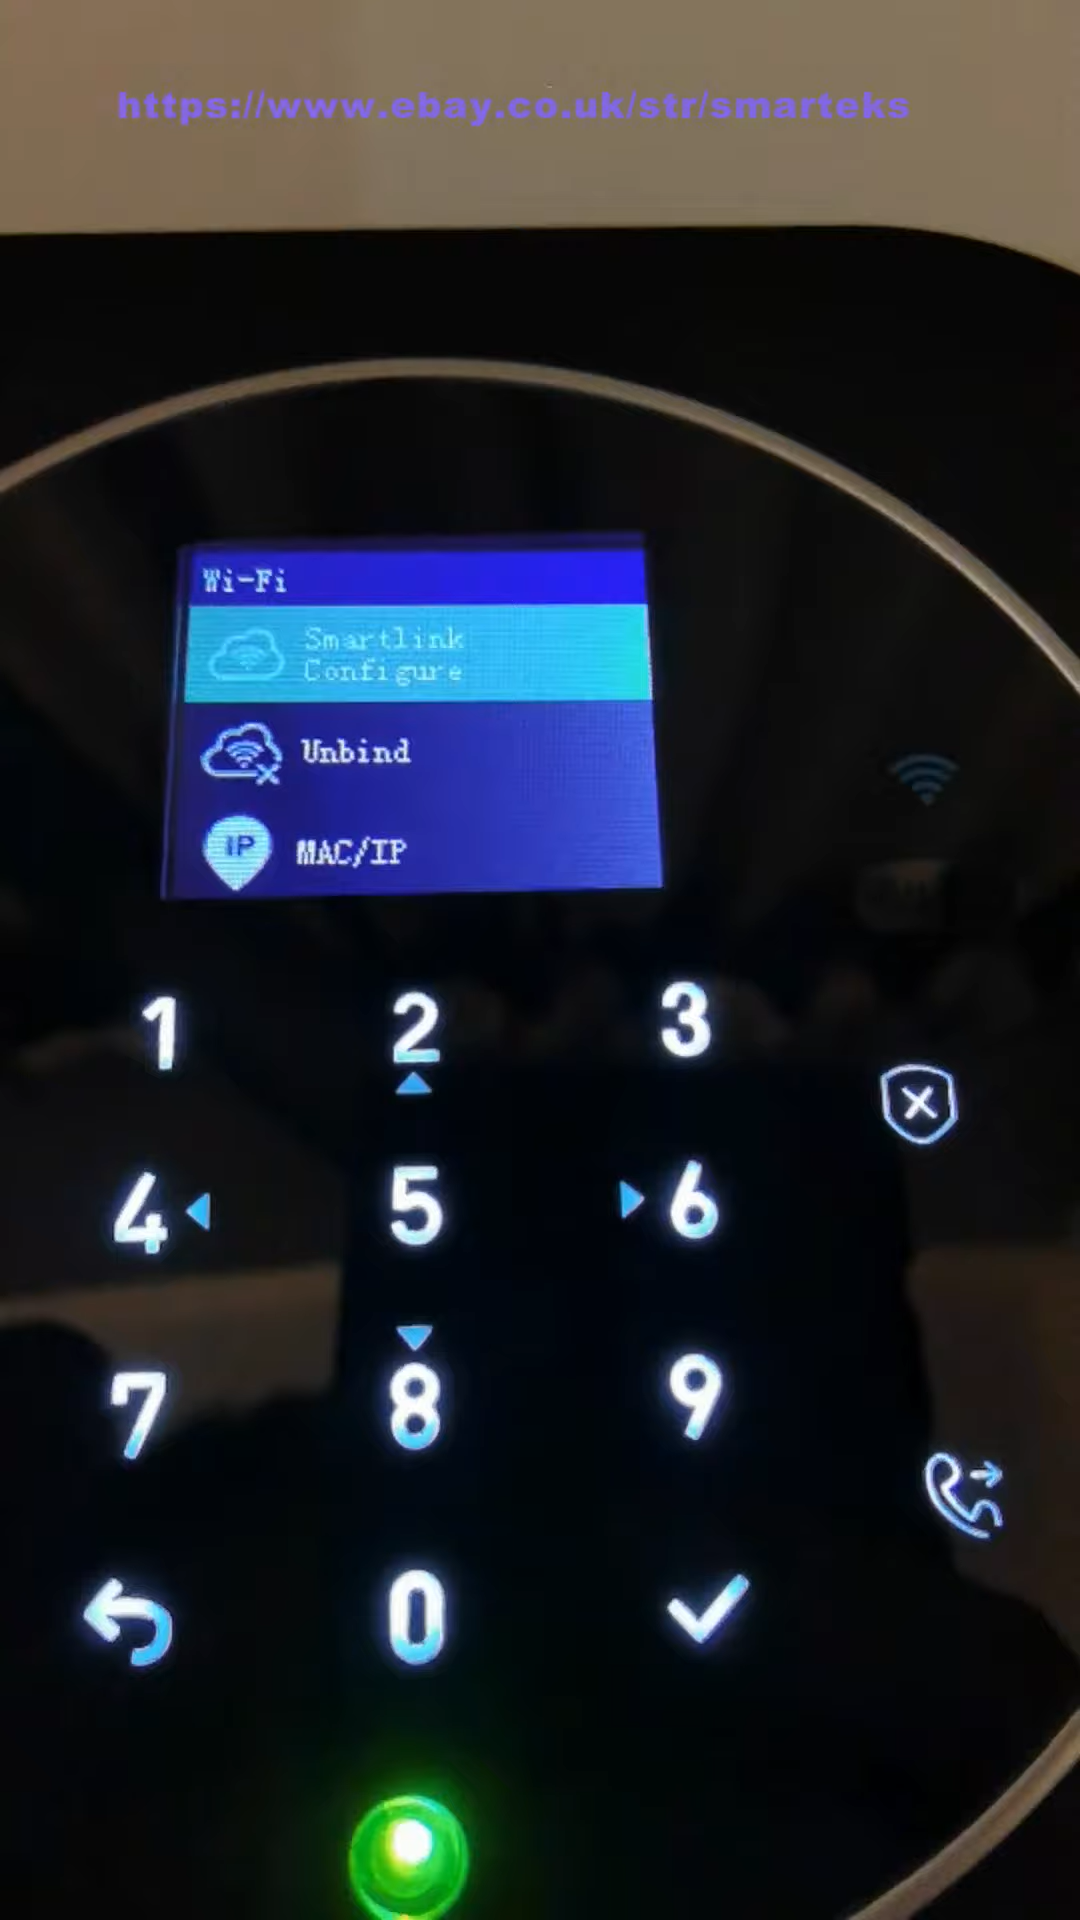 https://www.ebay.co.uk/str/smarteks
Wi-Fi
Smartlink
Configure
Unbind
IP MAC/IP
1 2 3
4 5 6
7 8 9
0